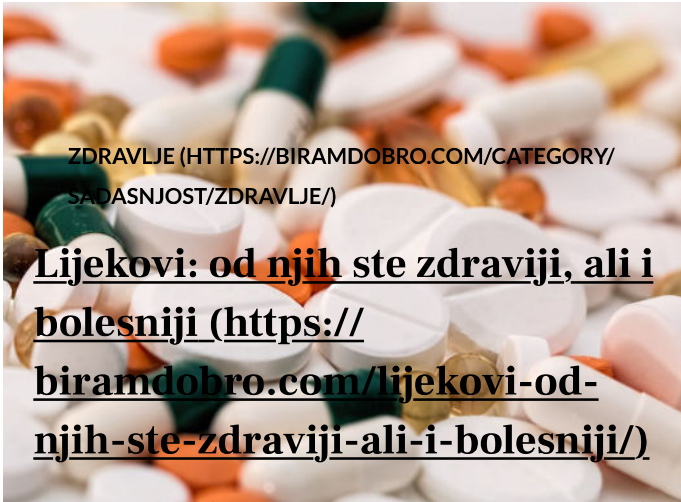 ZDRAVLJE (HTTPS://BIRAMDOBRO.COM/CATEGORY/
SADASNJOST/ZDRAVLJE/)
Lijekovi: od njih ste zdraviji, ali i
bolesniji (https://
biramdobro.com/lijekovi-od-
njih-ste-zdraviji-ali-i-bolesniji/)